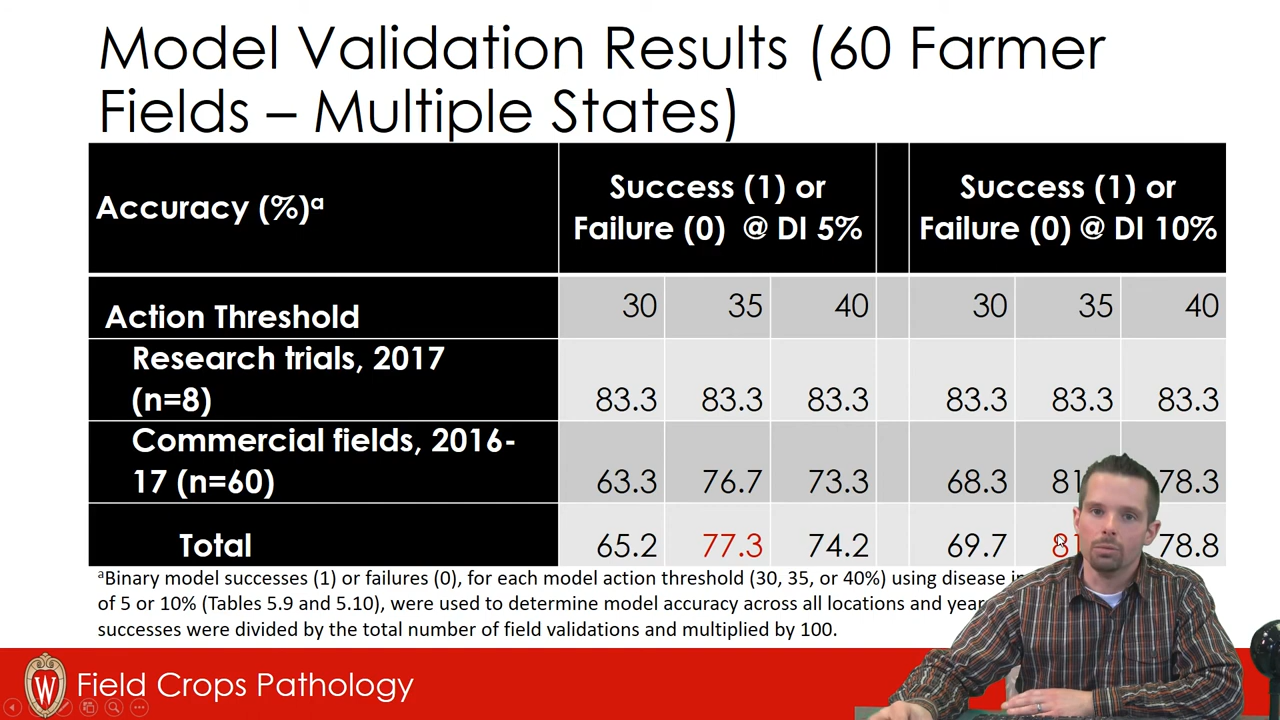 Model Validation Results (60 Farmer
Fields – Multiple States)
Accuracy (%)ᵃ
Success (1) or
Failure (0) @ DI 5%
Success (1) or
Failure (0) @ DI 10%
Action Threshold
30 35 40 30 35 40
Research trials, 2017
(n=8)
83.3 83.3 83.3 83.3 83.3 83.3
Commercial fields, 2016-
17 (n=60)
63.3 76.7 73.3 68.3 78.3
Total
65.2 77.3 74.2 69.7 78.8
ᵃBinary model successes (1) or failures (0), for each model action threshold (30, 35, or 40%) using disease
of 5 or 10% (Tables 5.9 and 5.10), were used to determine model accuracy across all locations and
successes were divided by the total number of field validations and multiplied by 100.
W
Field Crops Pathology